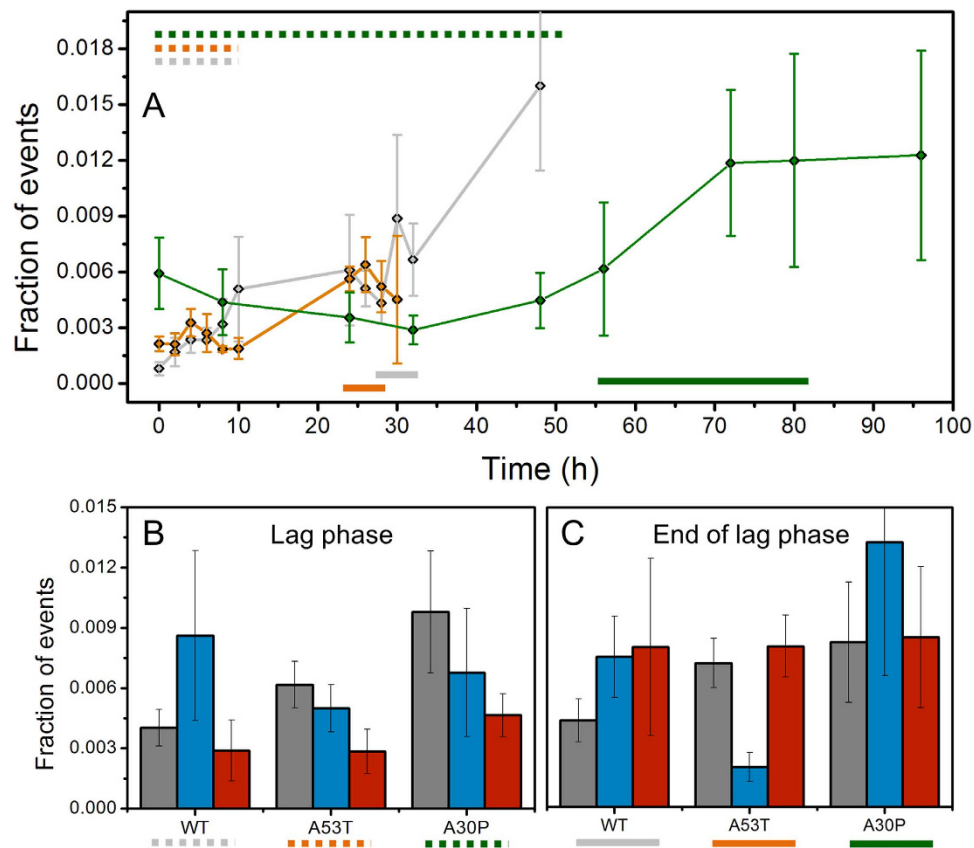 A
Fraction of events
0.018
0.015
0.012
0.009
0.006
0.003
0.000
0 10 20 30 40 50 60 70 80 90 100
Time (h)
B Lag phase
Fraction of events
0.015
0.012
0.009
0.006
0.003
0.000
WT A53T A30P
C End of lag phase
WT A53T A30P